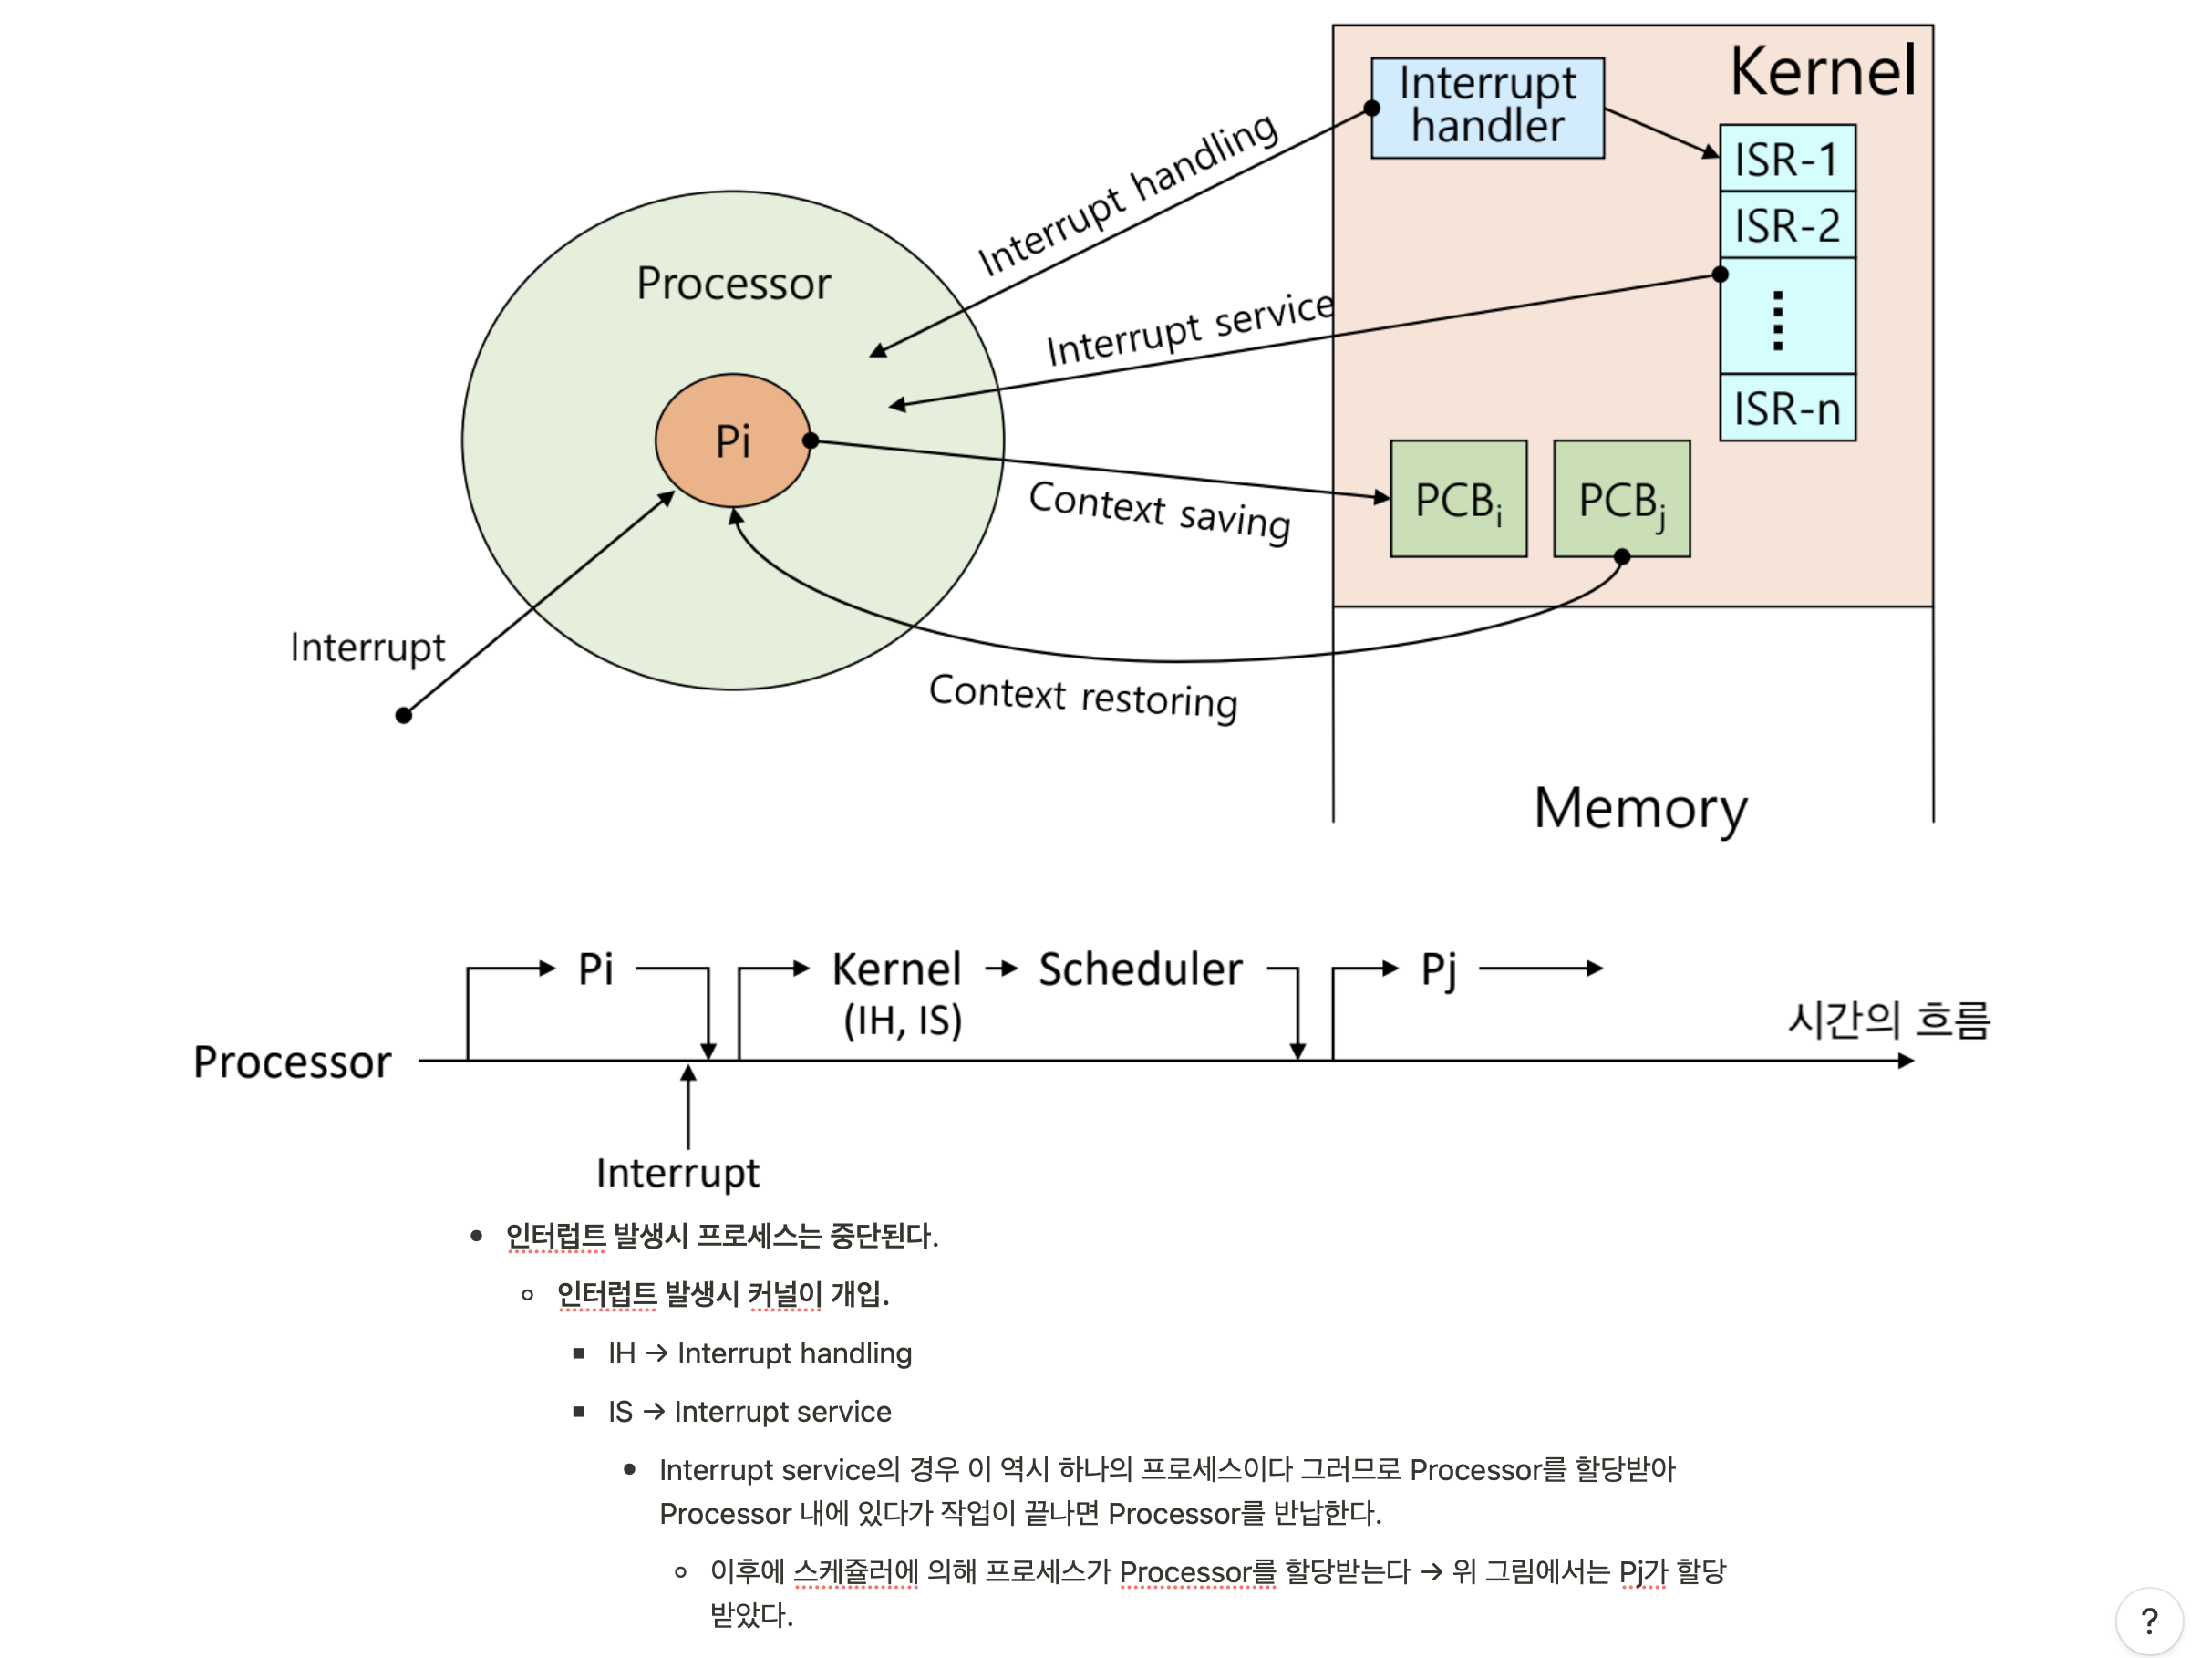 Kernel
Interrupt
handler
ISR-1
ISR-2
ISR-n
Interrupt handling
Processor
Interrupt service
Pi
PCBi
PCBj
Context saving
Interrupt
Context restoring
Memory
Pi
Kernel
(IH, IS)
Scheduler
Pj
시간의 흐름
Processor
Interrupt
• 인터럽트 발생시 프로세스는 중단된다.
◦ 인터럽트 발생시 커널이 개입.
▪ IH → Interrupt handling
▪ IS → Interrupt service
• Interrupt service의 경우 이 역시 하나의 프로세스이다 그러므로 Processor를 할당받아
Processor 내에 있다가 작업이 끝나면 Processor를 반납한다.
◦ 이후에 스케쥴러에 의해 프로세스가 Processor를 할당받는다 → 위 그림에서는 Pj가 할당
받았다.
?